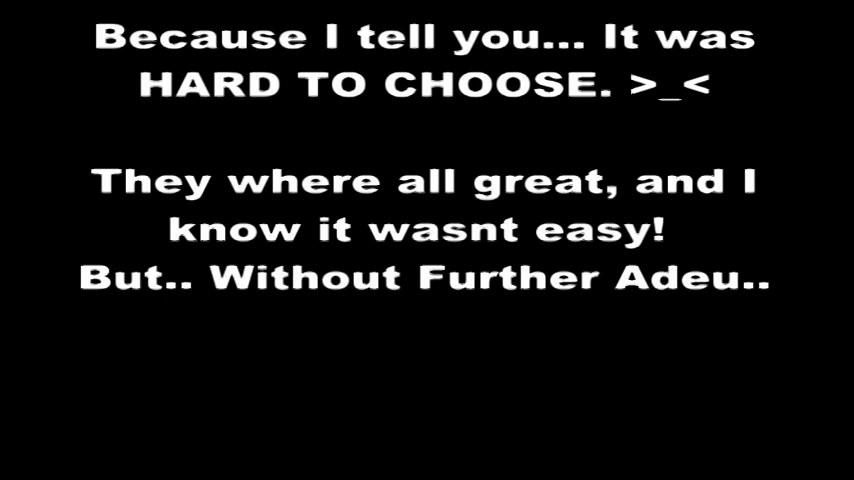 Because I tell you... It was
HARD TO CHOOSE. >_<
They where all great, and I
know it wasnt easy!
But.. Without Further Adeu..